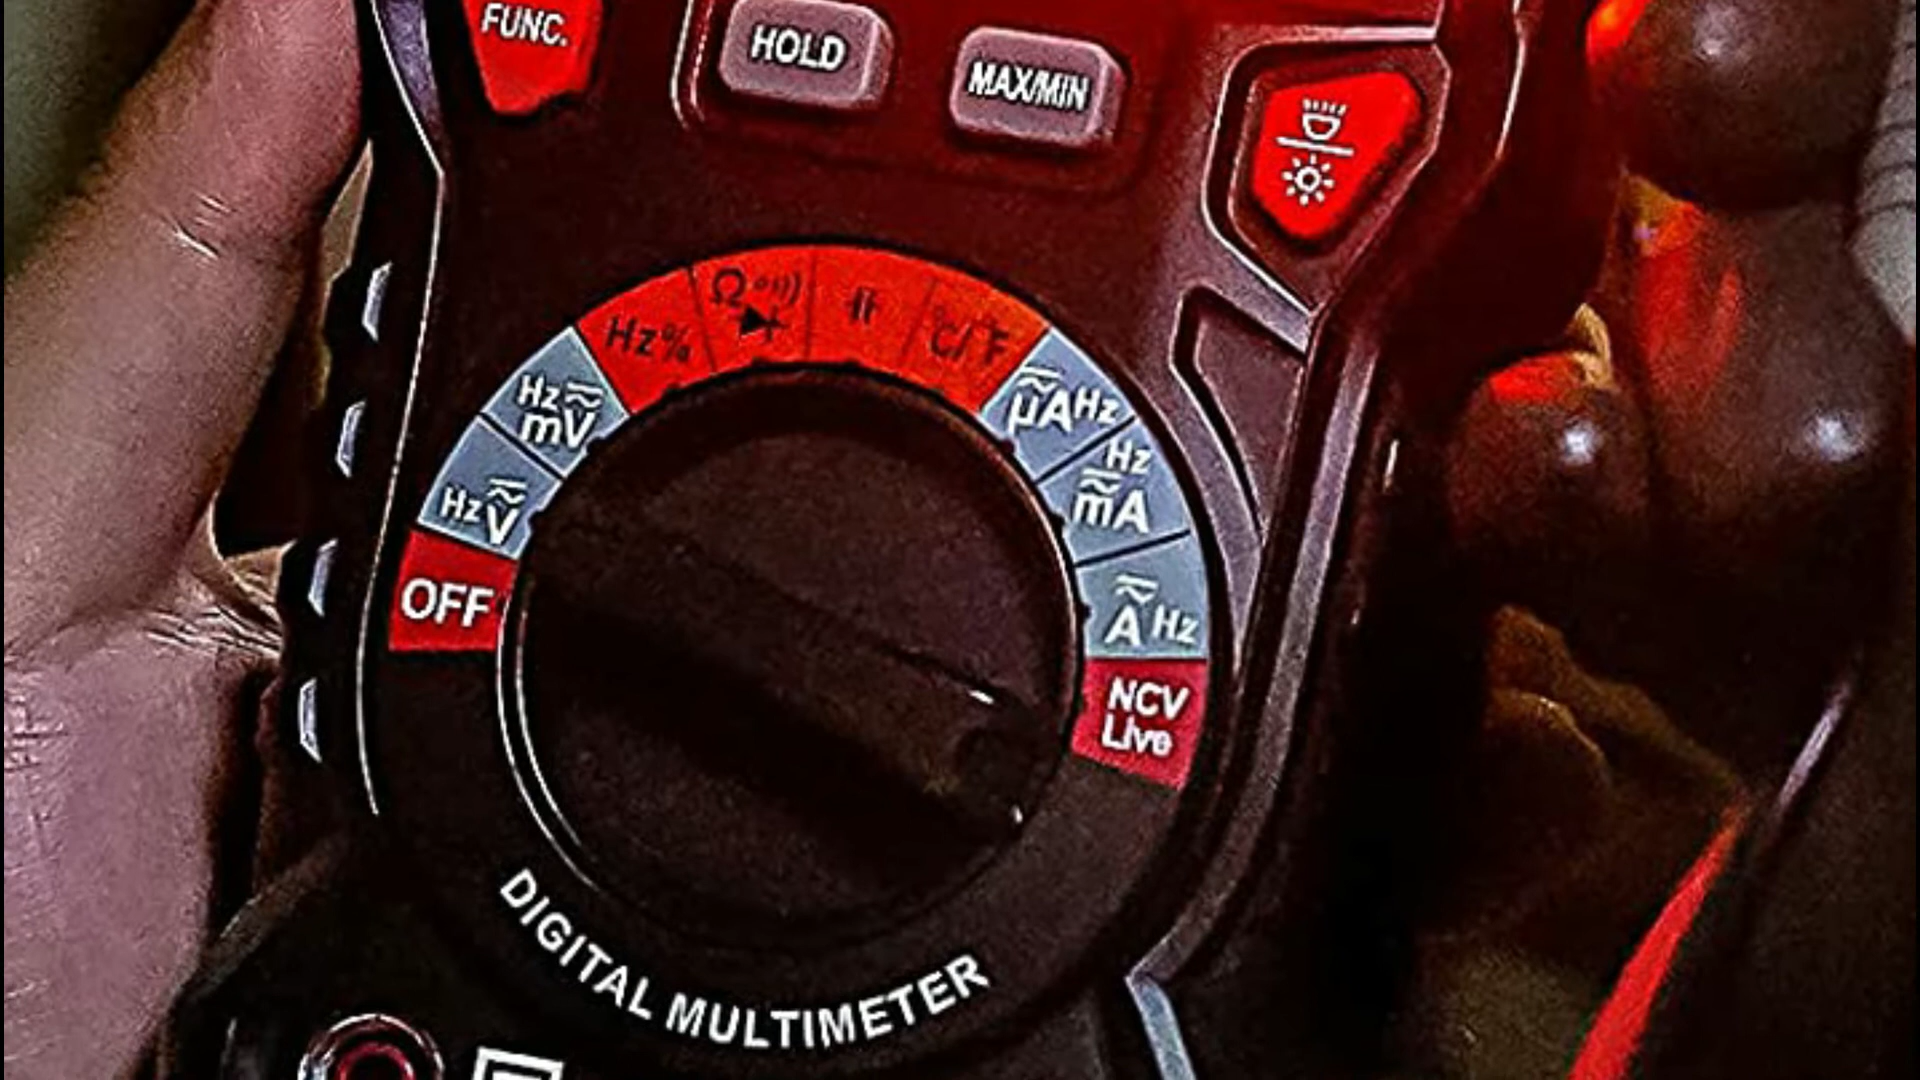 FUNC.
HOLD
MAX/MIN
Hz%
Ω
°C/°F
Hz
mV
μA Hz
Hz
mA
Hz V
OFF
A Hz
NCV
Live
DIGITAL MULTIMETER